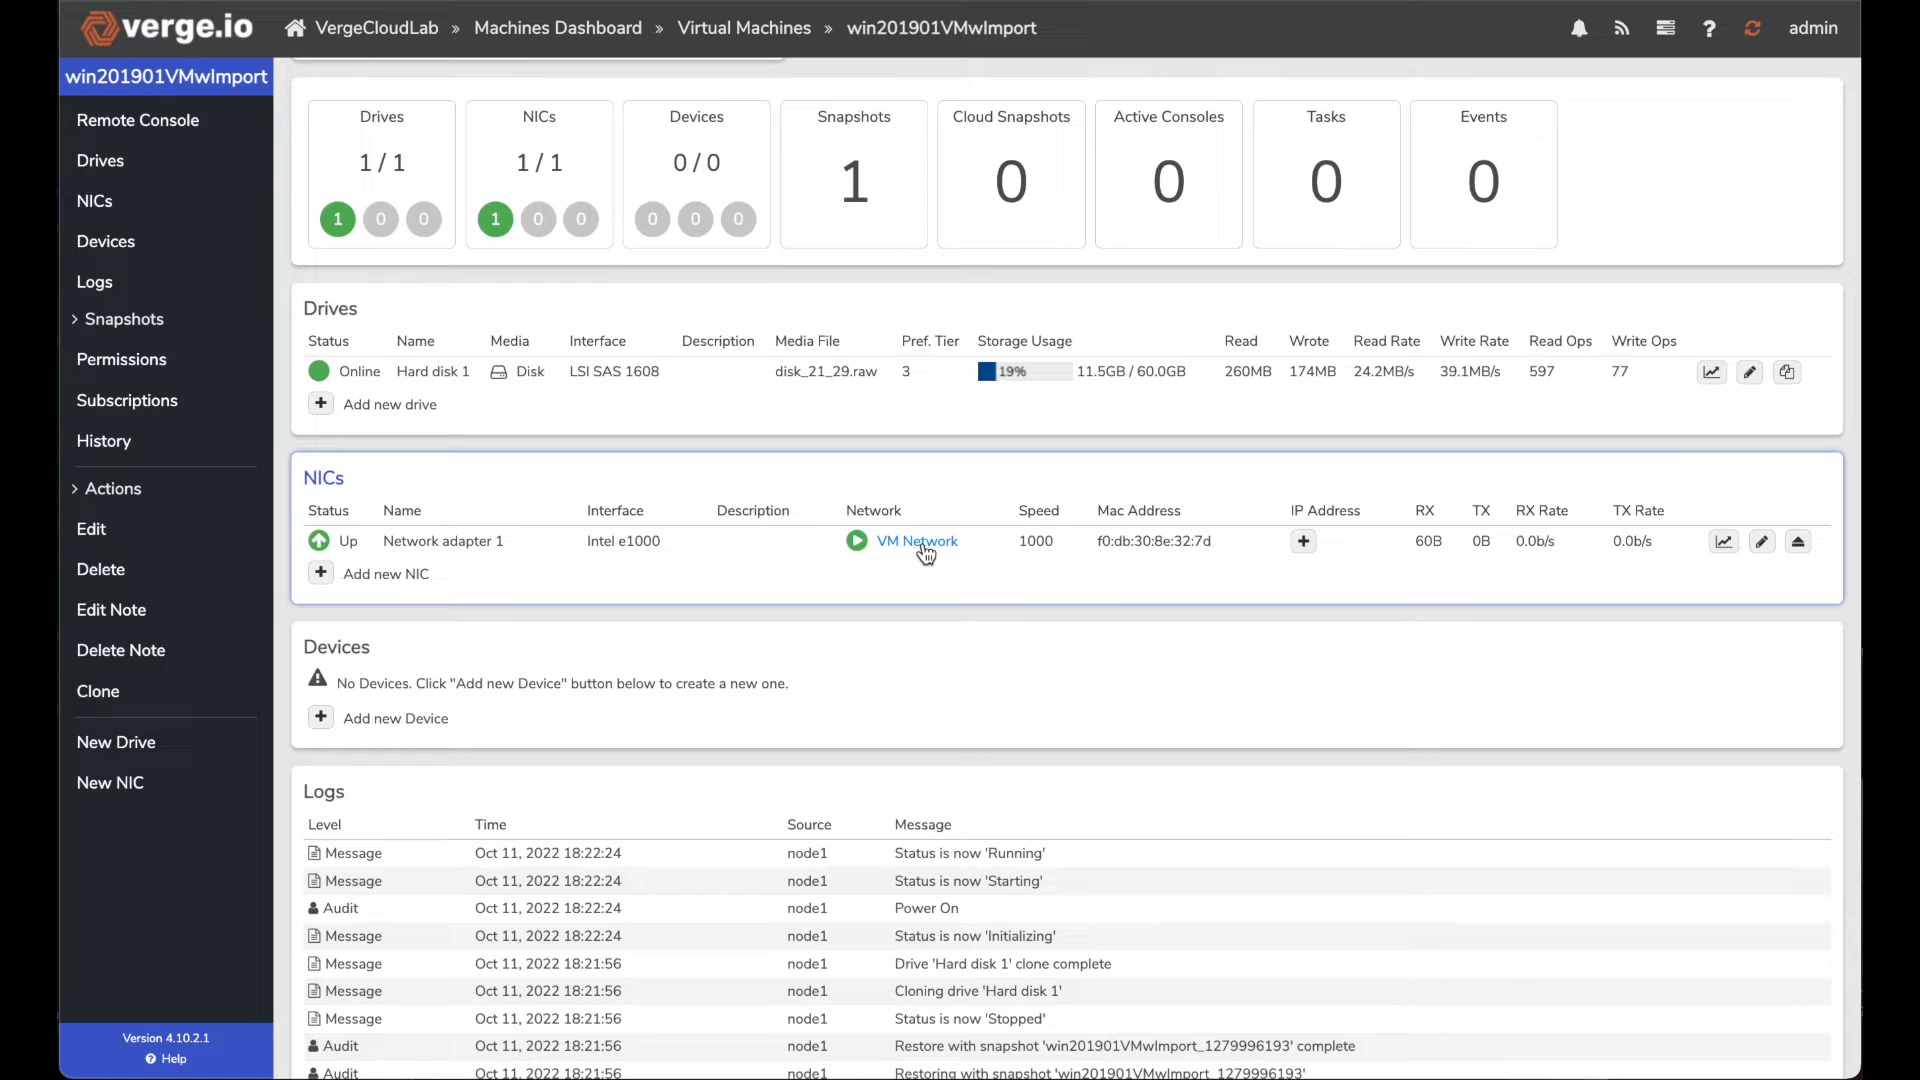 verge.io VergeCloudLab » Machines Dashboard » Virtual Machines » win201901VMwImport ? admin
win201901VMwImport
Remote Console
Drives
NICs
Devices
Logs
Snapshots
Permissions
Subscriptions
History
Actions
Edit
Delete
Edit Note
Delete Note
Clone
New Drive
New NIC
Version 4.10.2.1
? Help
Drives NICs Devices Snapshots Cloud Snapshots Active Consoles Tasks Events
1 / 1 1 / 1 0 / 0 1 0 0 0 0
1 0 0 1 0 0 0 0 0
Drives
Status Name Media Interface Description Media File Pref. Tier Storage Usage Read Wrote Read Rate Write Rate Read Ops Write Ops
Online Hard disk 1 Disk LSI SAS 1608 disk_21_29.raw 3 19% 11.5GB / 60.0GB 260MB 174MB 24.2MB/s 39.1MB/s 597 77
+ Add new drive
NICs
Status Name Interface Description Network Speed Mac Address IP Address RX TX RX Rate TX Rate
Up Network adapter 1 Intel e1000 VM Network 1000 f0:db:30:8e:32:7d + 60B 0B 0.0b/s 0.0b/s
+ Add new NIC
Devices
No Devices. Click "Add new Device" button below to create a new one.
+ Add new Device
Logs
Level Time Source Message
Message Oct 11, 2022 18:22:24 node1 Status is now 'Running'
Message Oct 11, 2022 18:22:24 node1 Status is now 'Starting'
Audit Oct 11, 2022 18:22:24 node1 Power On
Message Oct 11, 2022 18:22:24 node1 Status is now 'Initializing'
Message Oct 11, 2022 18:21:56 node1 Drive 'Hard disk 1' clone complete
Message Oct 11, 2022 18:21:56 node1 Cloning drive 'Hard disk 1'
Message Oct 11, 2022 18:21:56 node1 Status is now 'Stopped'
Audit Oct 11, 2022 18:21:56 node1 Restore with snapshot 'win201901VMwImport_1279996193' complete
Audit Oct 11, 2022 18:21:56 node1 Restoring with snapshot 'win201901VMwImport_1279996193'